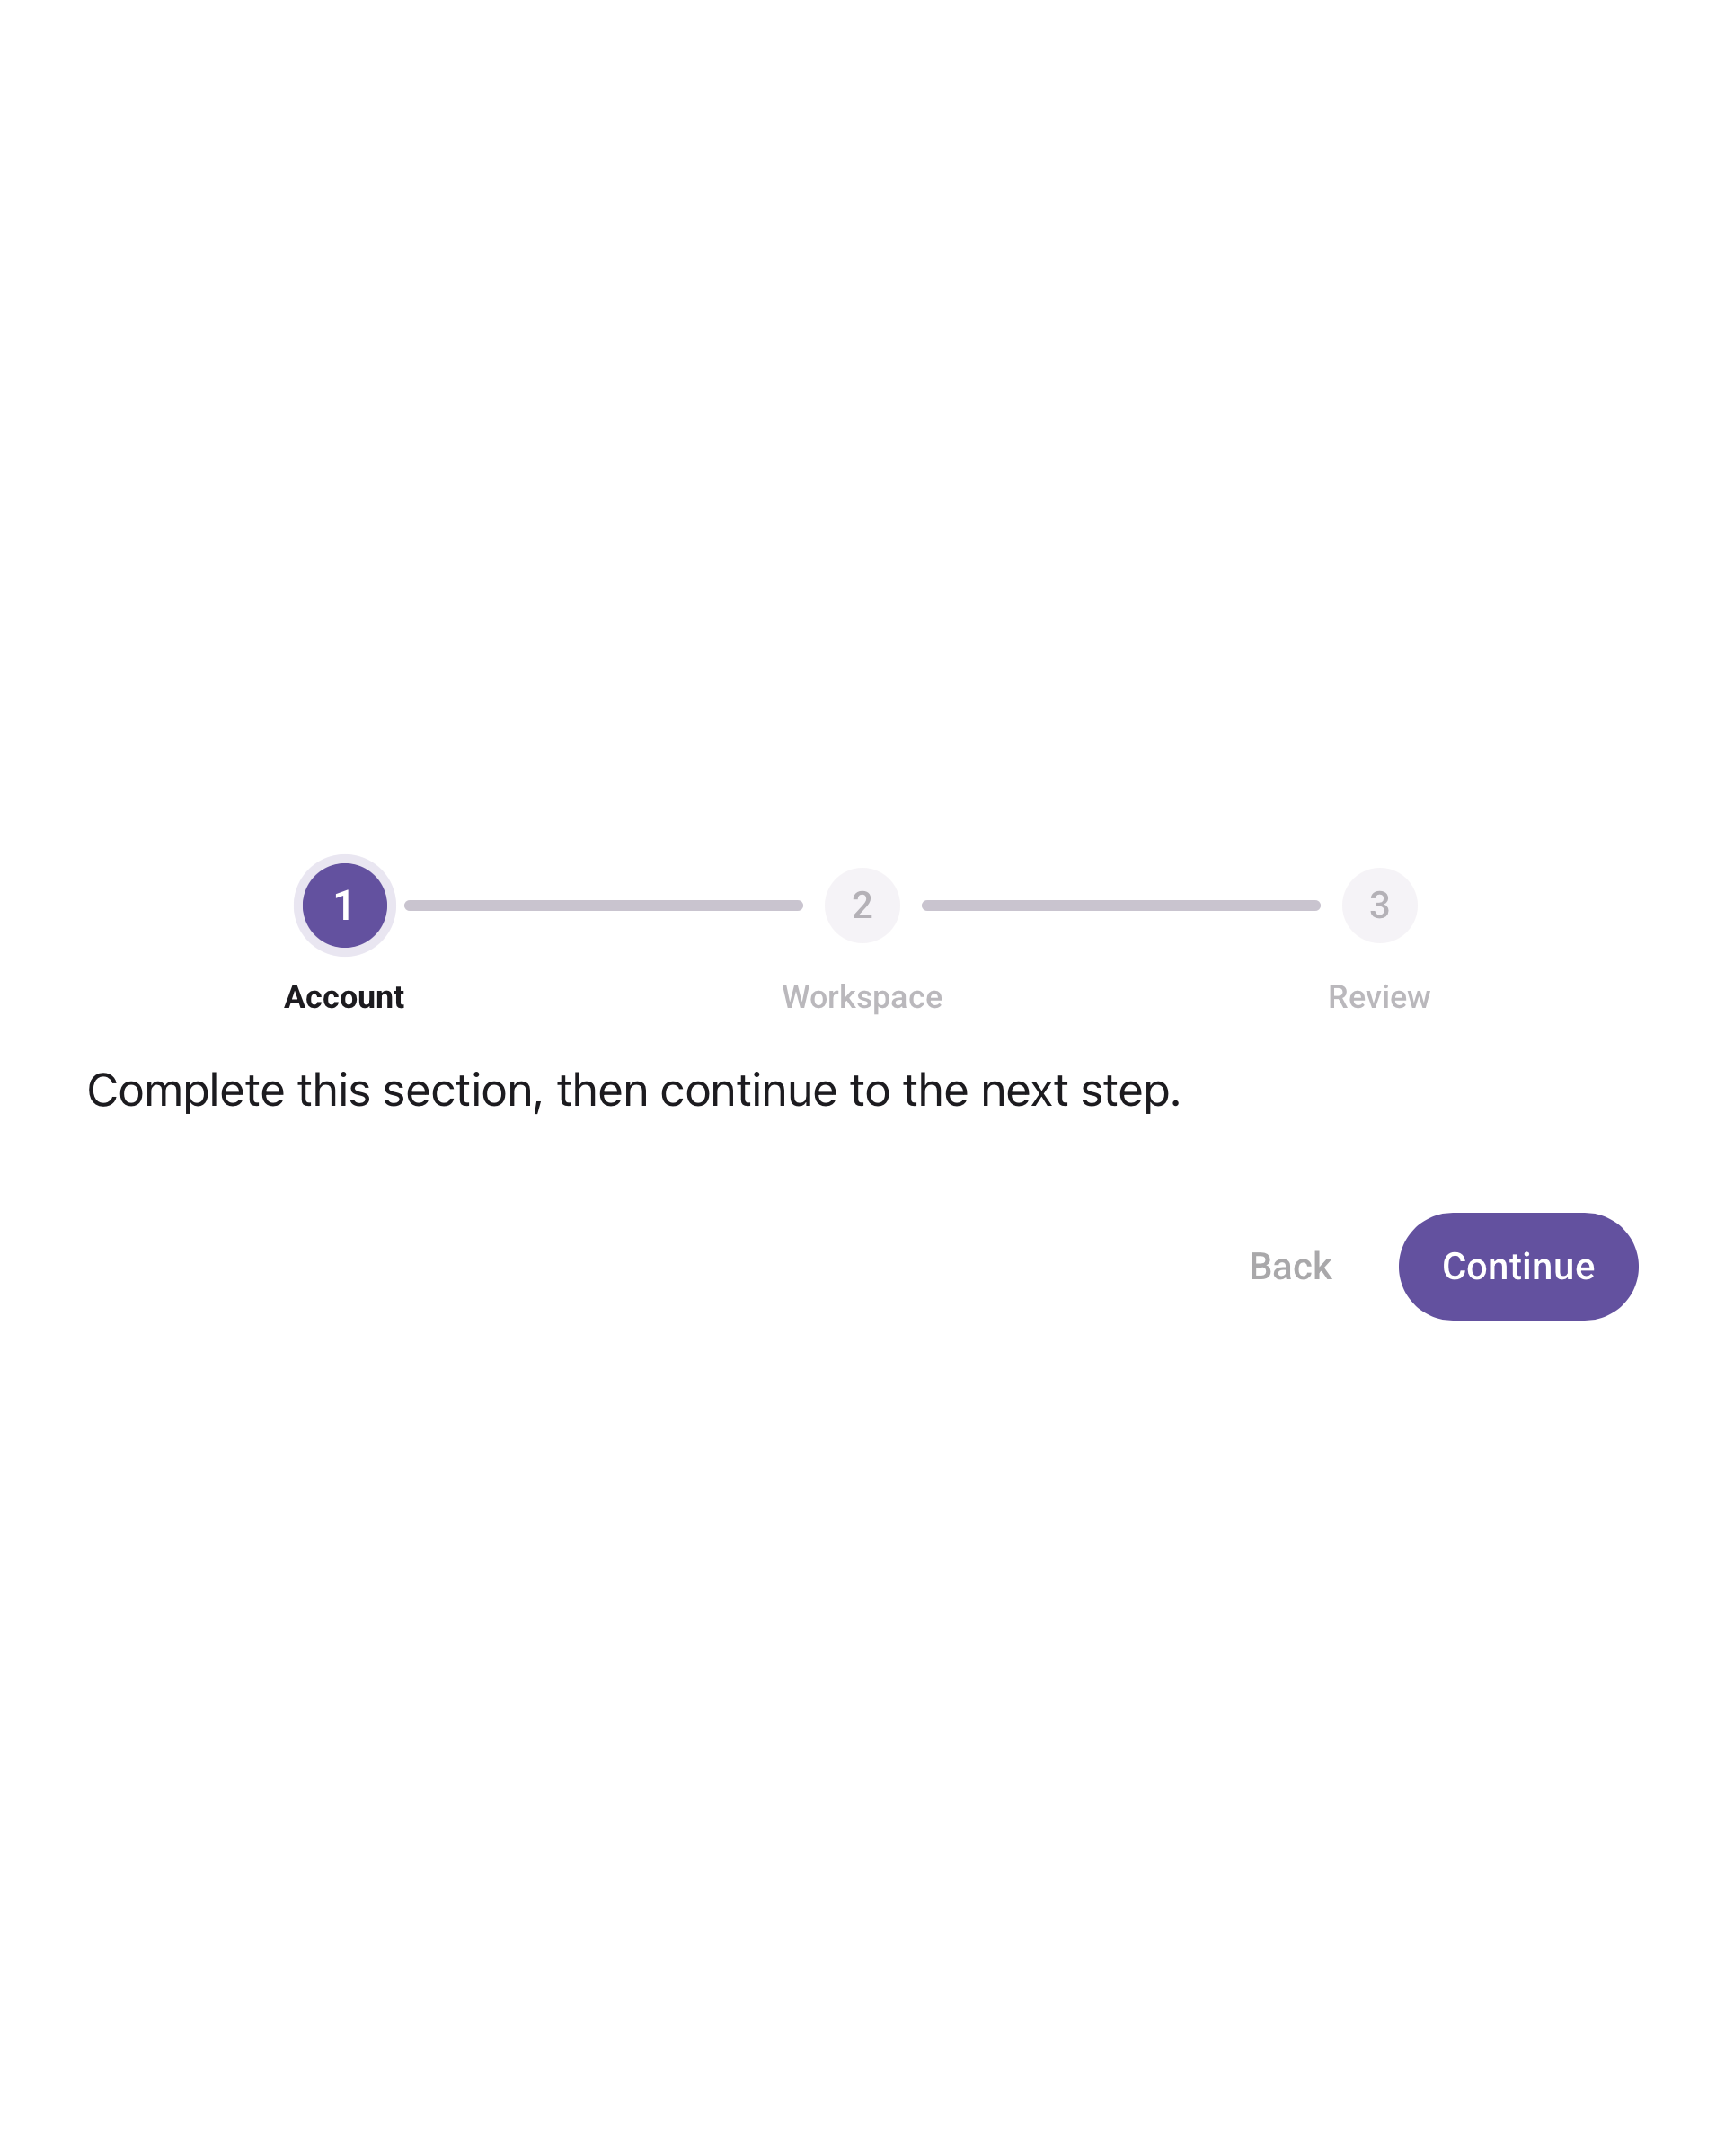 1
2
3
Account
Workspace
Review
Complete this section, then continue to the next step.
Back
Continue